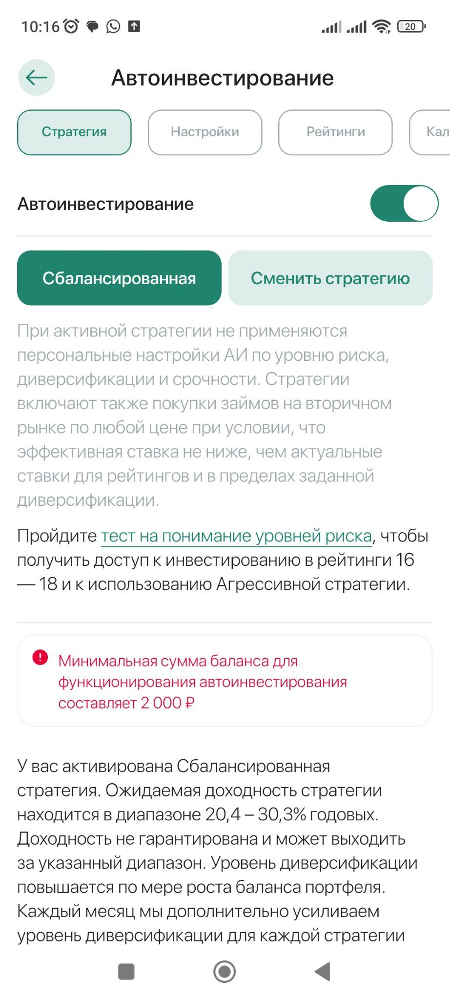 10:16
20
Автоинвестирование
Стратегия
Настройки
Рейтинги
Кал
Автоинвестирование
Сбалансированная
Сменить стратегию
При активной стратегии не применяются
персональные настройки АИ по уровню риска,
диверсификации и срочности. Стратегии
включают также покупки займов на вторичном
рынке по любой цене при условии, что
эффективная ставка не ниже, чем актуальные
ставки для рейтингов и в пределах заданной
диверсификации.
Пройдите тест на понимание уровней риска, чтобы
получить доступ к инвестированию в рейтинги 16
— 18 и к использованию Агрессивной стратегии.
Минимальная сумма баланса для
функционирования автоинвестирования
составляет 2 000 ₽
У вас активирована Сбалансированная
стратегия. Ожидаемая доходность стратегии
находится в диапазоне 20,4 – 30,3% годовых.
Доходность не гарантирована и может выходить
за указанный диапазон. Уровень диверсификации
повышается по мере роста баланса портфеля.
Каждый месяц мы дополнительно усиливаем
уровень диверсификации для каждой стратегии